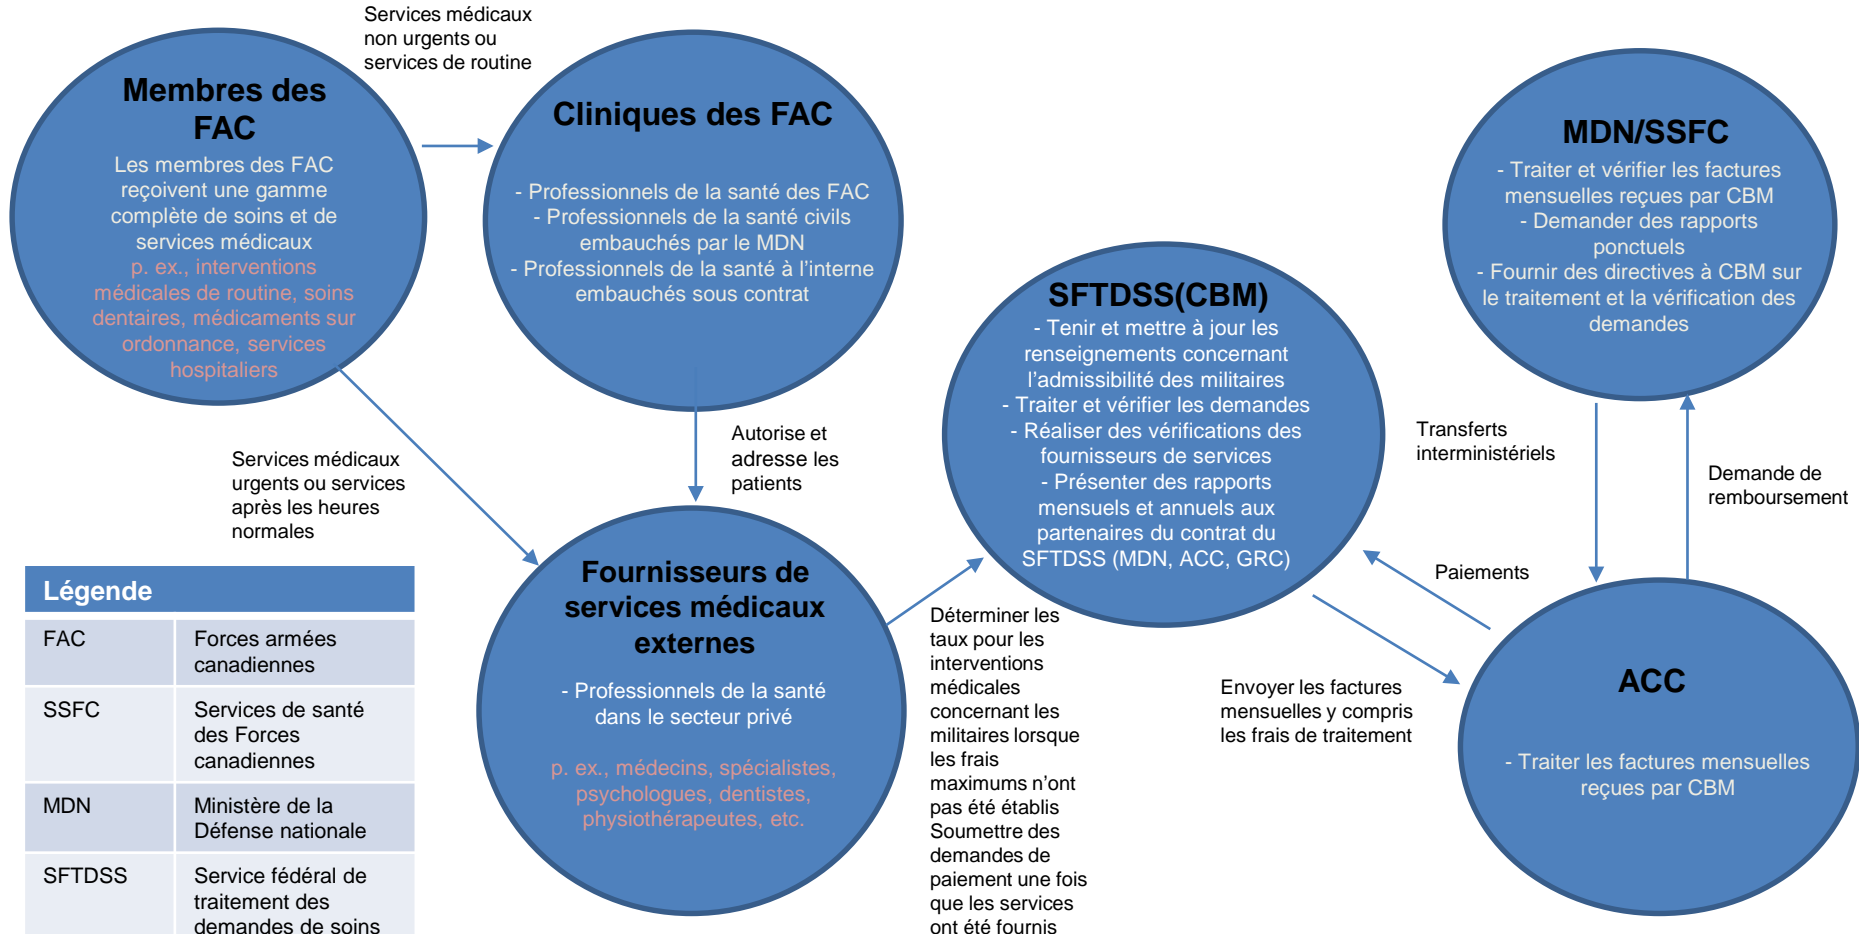 Services médicaux
non urgents ou
services de routine
Membres des
FAC
Les membres des FAC
reçoivent une gamme
complète de soins et de
services médicaux
p. ex., interventions
médicales de routine, soins
dentaires, médicaments sur
ordonnance, services
hospitaliers
Cliniques des FAC
- Professionnels de la santé des FAC
- Professionnels de la santé civils
embauchés par le MDN
- Professionnels de la santé à l’interne
embauchés sous contrat
MDN/SSFC
- Traiter et vérifier les factures
mensuelles reçues par CBM
- Demander des rapports
ponctuels
- Fournir des directives à CBM sur
le traitement et la vérification des
demandes
SFTDSS(CBM)
- Tenir et mettre à jour les
renseignements concernant
l’admissibilité des militaires
- Traiter et vérifier les demandes
- Réaliser des vérifications des
fournisseurs de services
- Présenter des rapports
mensuels et annuels aux
partenaires du contrat du
SFTDSS (MDN, ACC, GRC)
Services médicaux
urgents ou services
après les heures
normales
Autorise et
adresse les
patients
Transferts
interministériels
Demande de
remboursement
Paiements
Fournisseurs de
services médicaux
externes
- Professionnels de la santé
dans le secteur privé
p. ex., médecins, spécialistes,
psychologues, dentistes,
physiothérapeutes, etc.
Déterminer les
taux pour les
interventions
médicales
concernant les
militaires lorsque
les frais
maximums n’ont
pas été établis
Soumettre des
demandes de
paiement une fois
que les services
ont été fournis
Envoyer les factures
mensuelles y compris
les frais de traitement
ACC
- Traiter les factures mensuelles
reçues par CBM
Légende
FAC
Forces armées
canadiennes
SSFC
Services de santé
des Forces
canadiennes
MDN
Ministère de la
Défense nationale
SFTDSS
Service fédéral de
traitement des
demandes de soins